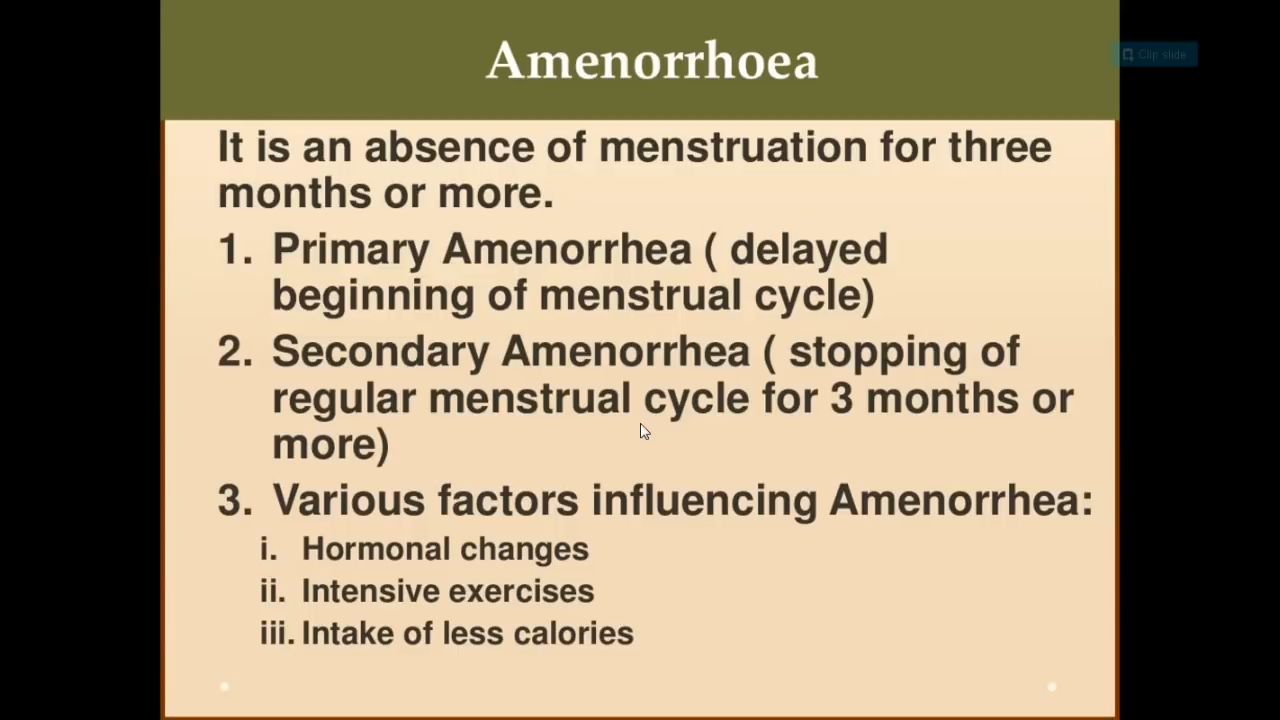 Amenorrhoea
Clip slide
It is an absence of menstruation for three
months or more.
1. Primary Amenorrhea ( delayed
beginning of menstrual cycle)
2. Secondary Amenorrhea ( stopping of
regular menstrual cycle for 3 months or
more)
3. Various factors influencing Amenorrhea:
i. Hormonal changes
ii. Intensive exercises
iii. Intake of less calories